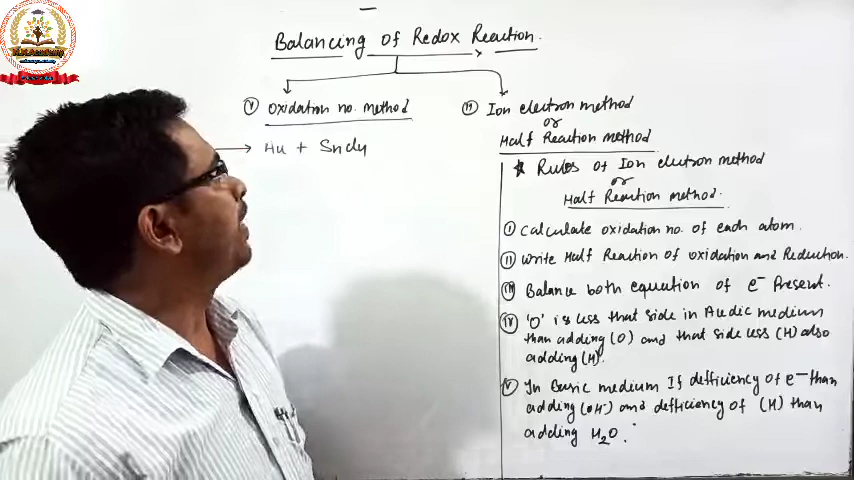 M.K Academy
Balancing of Redox Reaction.
(I) Oxidation no. method
→ Hu + Sndy
(II) Ion electron method
or
Half Reaction method
* Rules of Ion electron method
or
Half Reaction method.
(I) Calculate oxidation no. of each atom.
(II) Write Half Reaction of oxidation and Reduction.
(III) Balance both equation of e⁻ Present.
(IV) 'O' is less that side in Acidic medium
than adding (O) and that side less (H) also
adding (H).
(V) In Basic medium If defficiency of e⁻ than
adding (OH⁻) and defficiency of (H) than
adding H₂O.